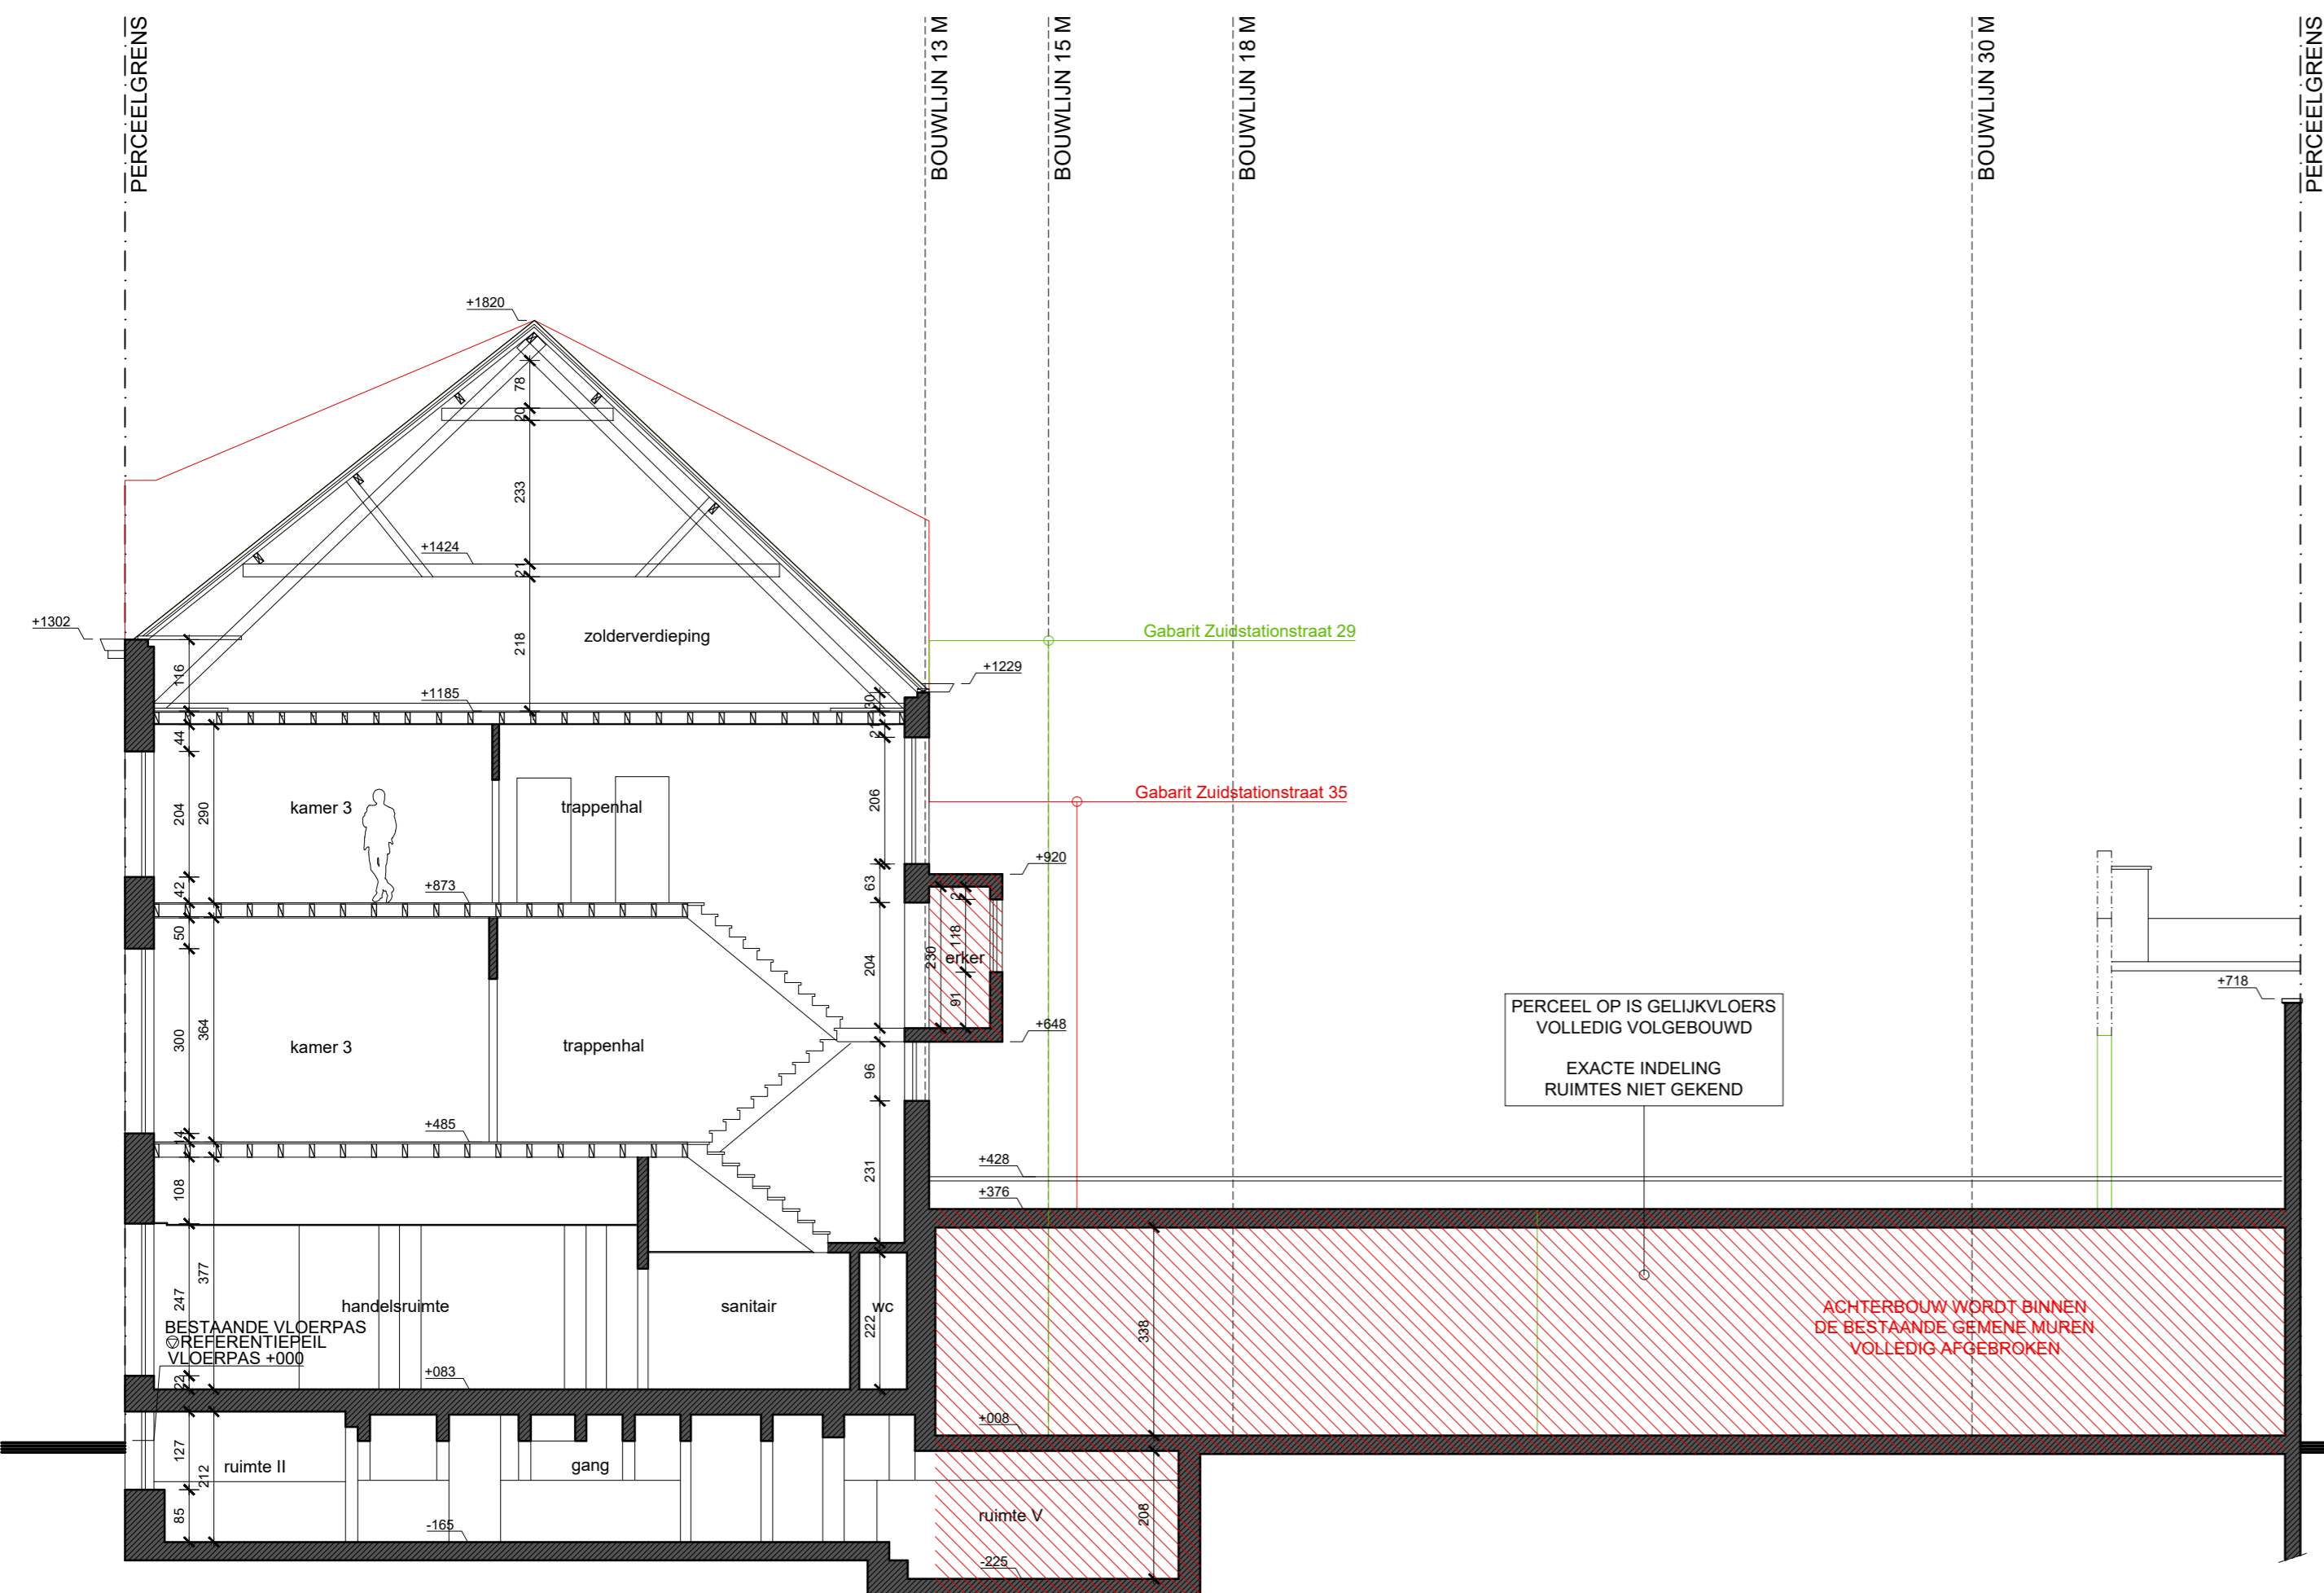 PERCEELGRENS
BOUWLIJN 13 M
BOUWLIJN 15 M
BOUWLIJN 18 M
BOUWLIJN 30 M
PERCEELGRENS
+1820
78
20
233
+1424
21
218
zolderverdieping
+1302
116
+1185
30
+1229
Gabarit Zuidstationstraat 29
44
21
204
290
kamer 3
trappenhal
206
Gabarit Zuidstationstraat 35
42
+873
63
+920
50
300
364
kamer 3
trappenhal
204
230
118
erker
91
+648
96
+718
PERCEEL OP IS GELIJKVLOERS
VOLLEDIG VOLGEBOUWD
EXACTE INDELING
RUIMTES NIET GEKEND
14
+485
108
231
+428
+376
377
247
handelsruimte
sanitair
wc
222
338
ACHTERBOUW WORDT BINNEN
DE BESTAANDE GEMENE MUREN
VOLLEDIG AFGEBROKEN
BESTAANDE VLOERPAS
REFERENTIEPEIL
VLOERPAS +000
22
+083
+008
127
212
85
ruimte II
gang
-165
ruimte V
208
-225